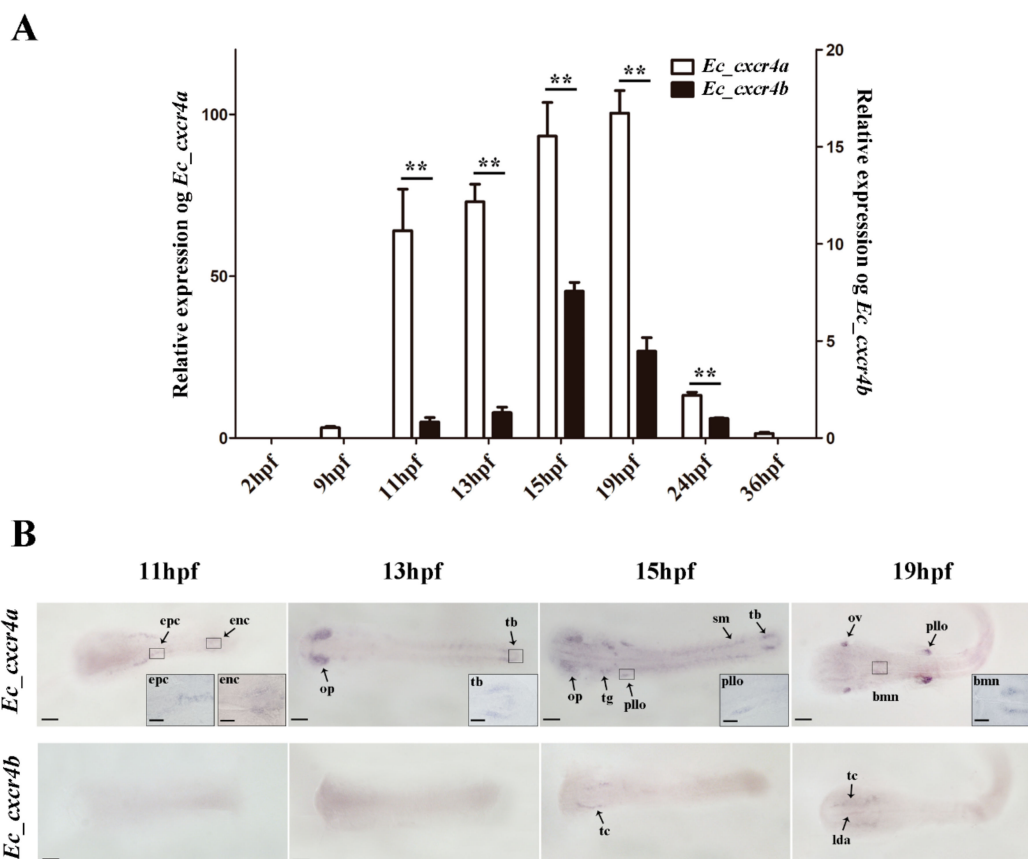 A
Relative expression og Ec_cxcr4a
100
50
0
**
**
**
**
**
Ec_cxcr4a
Ec_cxcr4b
20
15
10
5
0
Relative expression og Ec_cxcr4b
2hpf
9hpf
11hpf
13hpf
15hpf
19hpf
24hpf
36hpf
B
11hpf
13hpf
15hpf
19hpf
Ec_cxcr4a
epc
enc
epc
enc
tb
op
tb
sm
tb
op
tg
pllo
pllo
ov
pllo
bmn
bmn
Ec_cxcr4b
tc
tc
lda